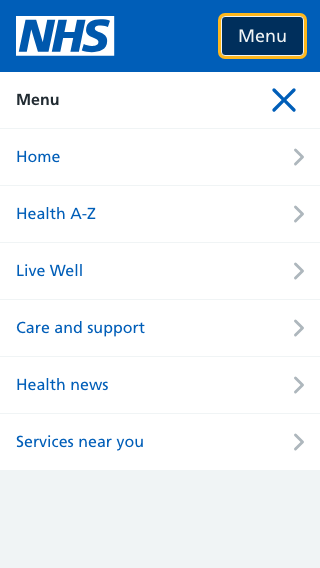 NHS
Menu
Menu
Home
Health A-Z
Live Well
Care and support
Health news
Services near you